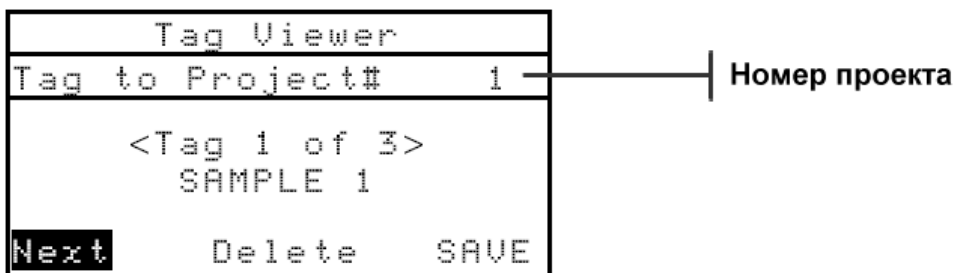 Tag Viewer
Tag to Project# 1
Номер проекта
<Tag 1 of 3>
SAMPLE 1
Next Delete SAVE